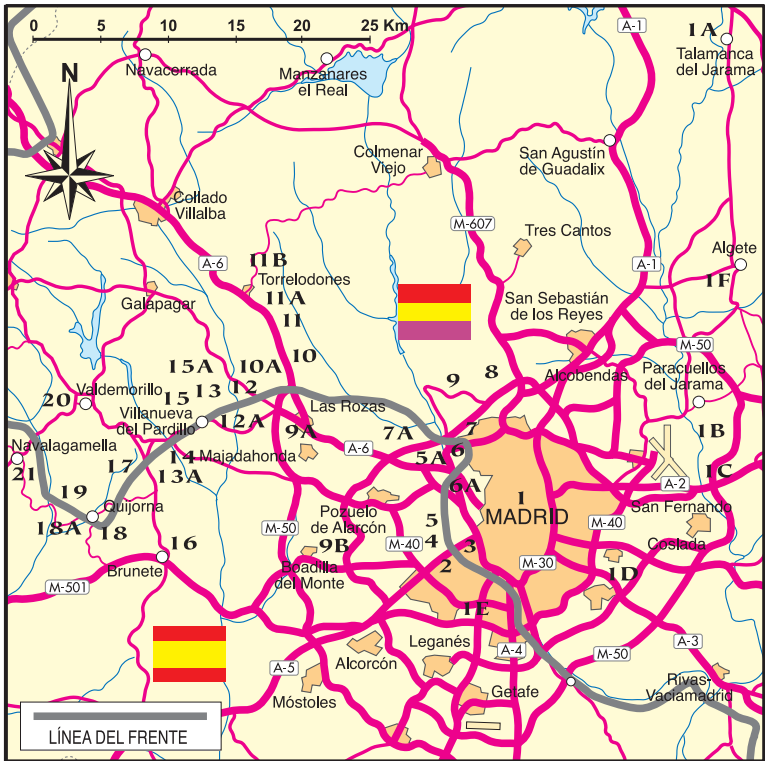 0 5 10 15 20 25 Km
A-1
1A
Talamanca
del Jarama
Navacerrada
Manzanares
el Real
N
Colmenar
Viejo
San Agustín
de Guadalix
Collado
Villalba
M-607
Tres Cantos
A-6
11B
Torrelodones
11A
11
A-1
Algete
1F
Galapagar
San Sebastián
de los Reyes
M-50
10
15A
10A
9
8
Alcobendas
Paracuellos
del Jarama
20
Valdemorillo
15
13
12
Villanueva
del Pardillo
12A
Las Rozas
9A
7A
7
1B
Navalagamella
21
17
14
Majadahonda
13A
A-6
6
5A
1C
19
6A
1
A-2
Quijorna
18A
18
Pozuelo
de Alarcón
M-50
5
MADRID
M-40
San Fernando
16
9B
M-40
4
3
Coslada
Brunete
Boadilla
del Monte
2
M-30
1D
M-501
1E
Leganés
A-4
M-50
A-3
Alcorcón
A-5
Móstoles
Getafe
Rivas-
Vaciamadrid
LÍNEA DEL FRENTE